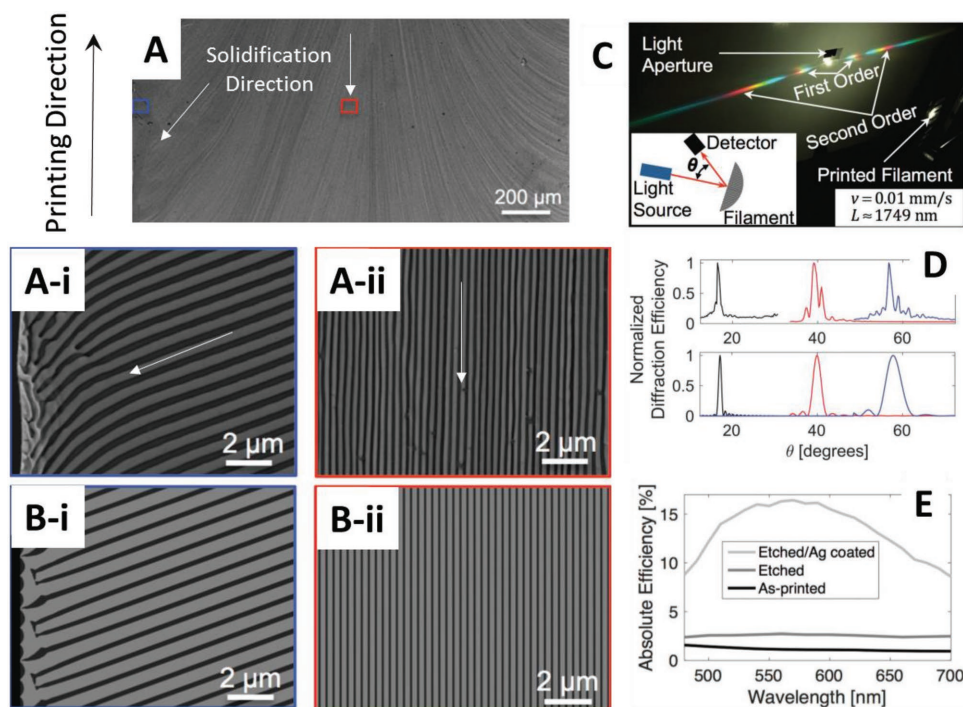 Printing Direction
A
Solidification
Direction
200 µm
C
Light
Aperture
First Order
Second Order
Printed Filament
Detector
θ
Light
Source
Filament
v = 0.01 mm/s
L ≈ 1749 nm
A-i
2 µm
A-ii
2 µm
B-i
2 µm
B-ii
2 µm
D
Normalized
Diffraction Efficiency
1
0.5
0
20
40
60
1
0.5
0
20
40
60
θ [degrees]
E
Absolute Efficiency [%]
15
10
5
0
Etched/Ag coated
Etched
As-printed
500
550
600
650
700
Wavelength [nm]